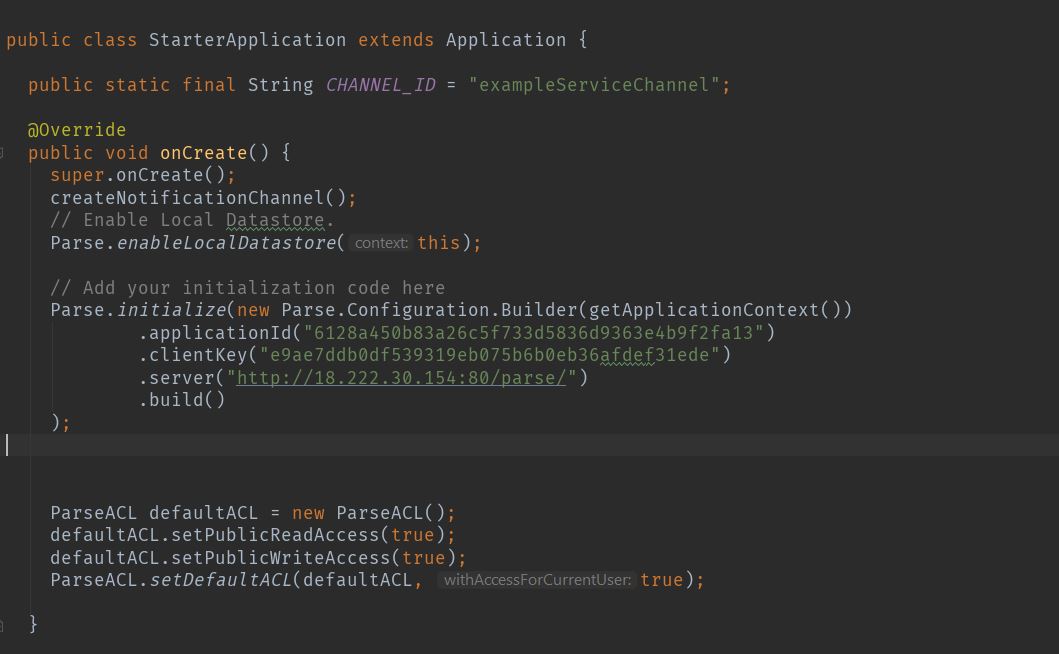 public class StarterApplication extends Application {
public static final String CHANNEL_ID = "exampleServiceChannel";
@Override
public void onCreate() {
super.onCreate();
createNotificationChannel();
// Enable Local Datastore.
Parse.enableLocalDatastore( context: this);
// Add your initialization code here
Parse.initialize(new Parse.Configuration.Builder(getApplicationContext())
.applicationId("6128a450b83a26c5f733d5836d9363e4b9f2fa13")
.clientKey("e9ae7ddb0df539319eb075b6b0eb36afdef31ede")
.server("http://18.222.30.154:80/parse/")
.build()
);
ParseACL defaultACL = new ParseACL();
defaultACL.setPublicReadAccess(true);
defaultACL.setPublicWriteAccess(true);
ParseACL.setDefaultACL(defaultACL, withAccessForCurrentUser: true);
}